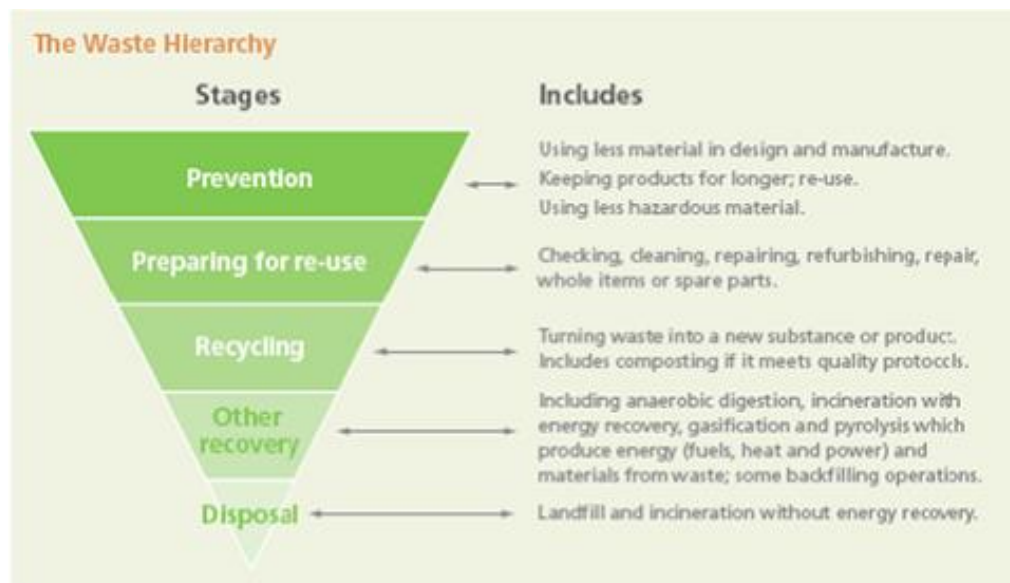 The Waste Hierarchy
Stages
Includes
Prevention
Using less material in design and manufacture.
Keeping products for longer; re-use.
Using less hazardous material.
Preparing for re-use
Checking, cleaning, repairing, refurbishing, repair,
whole items or spare parts.
Recycling
Turning waste into a new substance or product.
Includes composting if it meets quality protocols.
Other
recovery
Including anaerobic digestion, incineration with
energy recovery, gasification and pyrolysis which
produce energy (fuels, heat and power) and
materials from waste; some backfilling operations.
Disposal
Landfill and incineration without energy recovery.